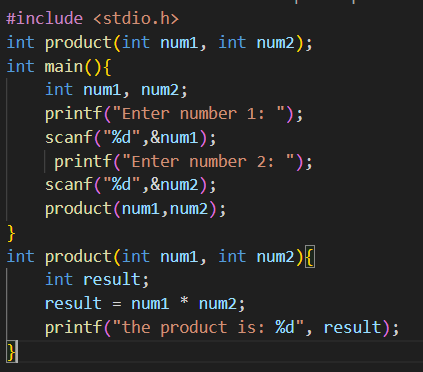 #include <stdio.h>
int product(int num1, int num2);
int main(){
    int num1, num2;
    printf("Enter number 1: ");
    scanf("%d",&num1);
     printf("Enter number 2: ");
    scanf("%d",&num2);
    product(num1,num2);
}
int product(int num1, int num2){
    int result;
    result = num1 * num2;
    printf("the product is: %d", result);
}